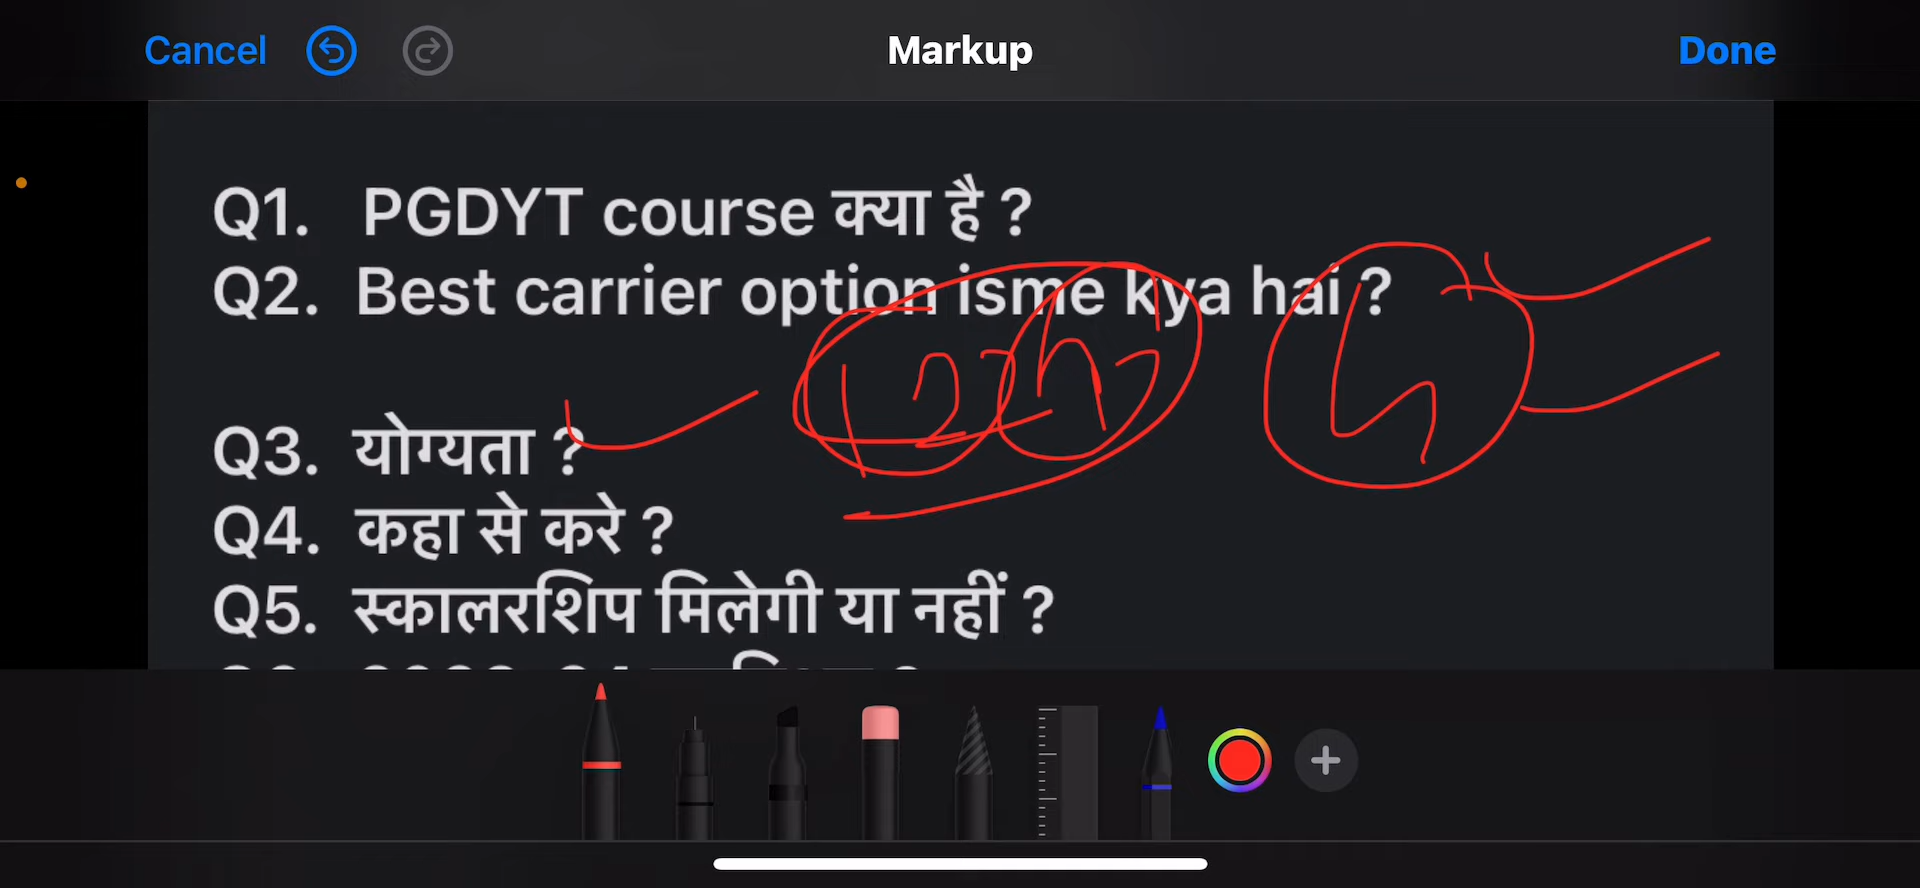 Cancel Markup Done
Q1. PGDYT course क्या है ?
Q2. Best carrier option isme kya hai ?
Q3. योग्यता ?
Q4. कहा से करे ?
Q5. स्कालरशिप मिलेगी या नहीं ?